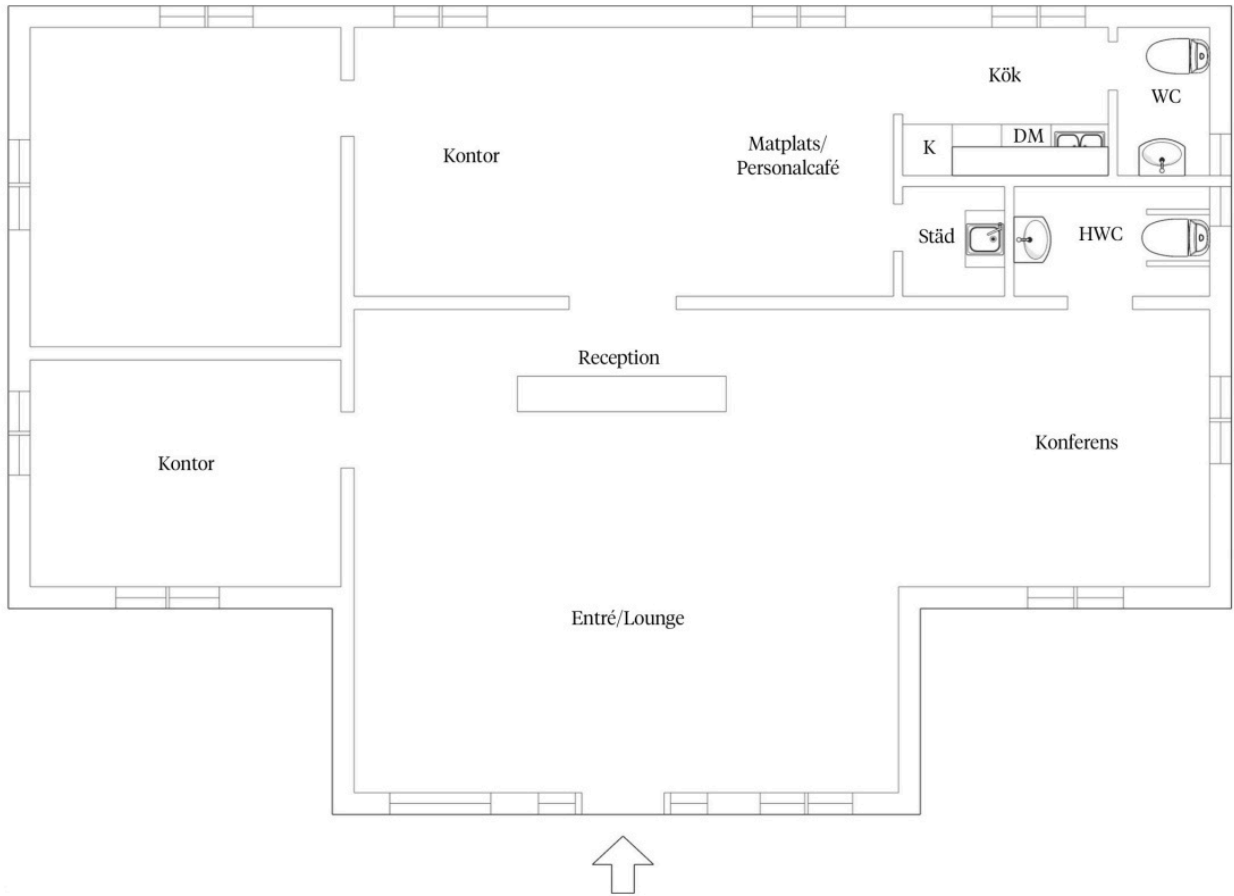 Kök
WC
Kontor
Matplats/
Personalcafé
K
DM
Städ
HWC
Reception
Kontor
Konferens
Entré/Lounge